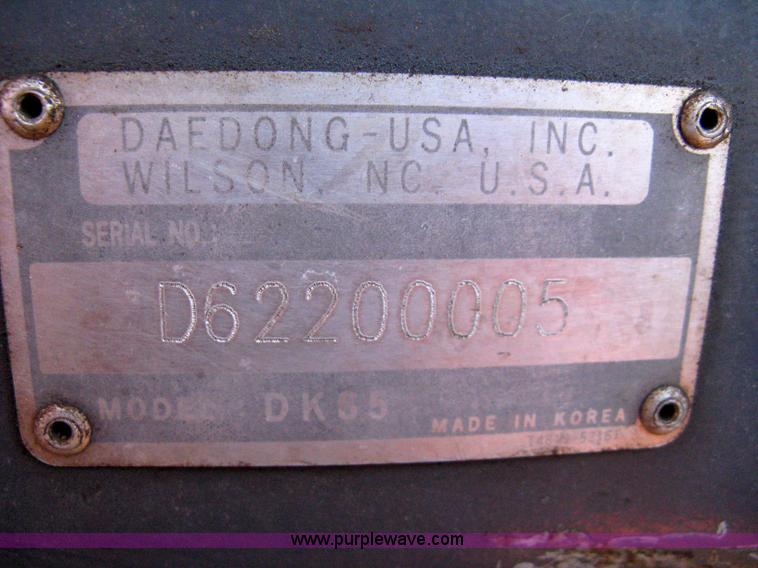 DAEDONG-USA, INC.
WILSON, NC. U.S.A.
SERIAL NO.
D62200005
MODEL DK65
MADE IN KOREA
www.purplewave.com